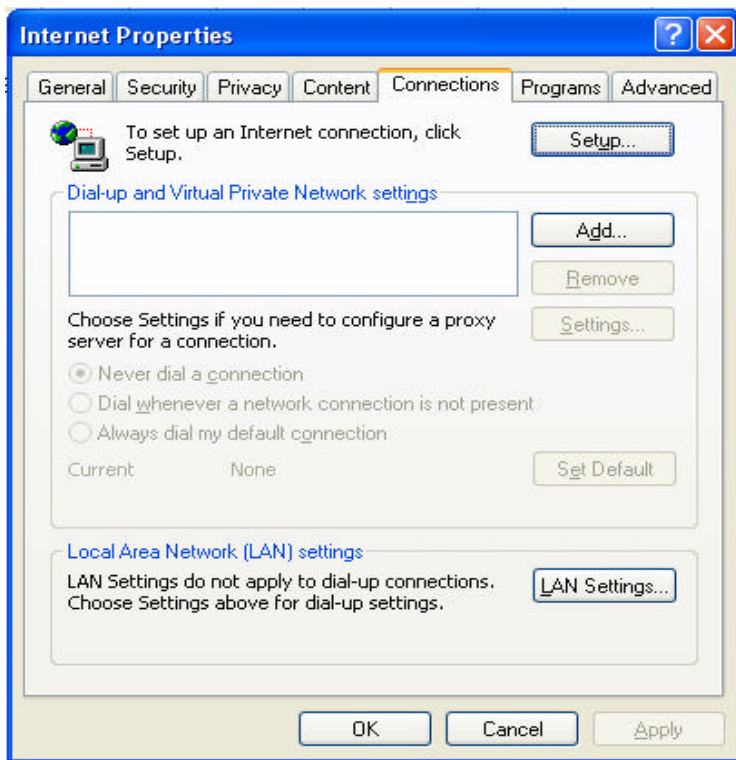 Internet Properties
?
General Security Privacy Content Connections Programs Advanced
To set up an Internet connection, click
Setup.
Setup...
Dial-up and Virtual Private Network settings
Add...
Remove
Choose Settings if you need to configure a proxy
server for a connection.
Settings...
Never dial a connection
Dial whenever a network connection is not present
Always dial my default connection
Current None
Set Default
Local Area Network (LAN) settings
LAN Settings do not apply to dial-up connections.
Choose Settings above for dial-up settings.
LAN Settings...
OK Cancel Apply